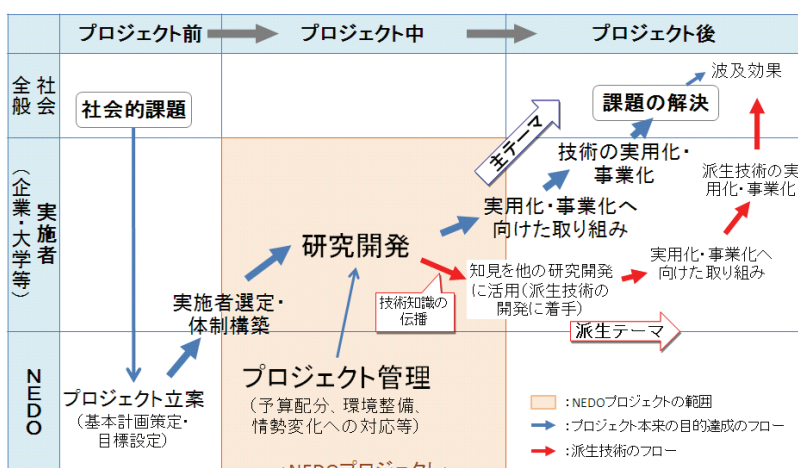 プロジェクト前
プロジェクト中
プロジェクト後
社会
全般
社会的課題
課題の解決
波及効果
主テーマ
実施者
（企業・大学等）
技術の実用化・
事業化
派生技術の実
用化・事業化
実用化・事業化へ
向けた取り組み
研究開発
知見を他の研究開発
に活用（派生技術の
開発に着手）
実用化・事業化へ
向けた取り組み
技術知識の
伝播
実施者選定・
体制構築
派生テーマ
NEDO
プロジェクト立案
（基本計画策定・
目標設定）
プロジェクト管理
（予算配分、環境整備、
情勢変化への対応等）
：NEDOプロジェクトの範囲
：プロジェクト本来の目的達成のフロー
：派生技術のフロー